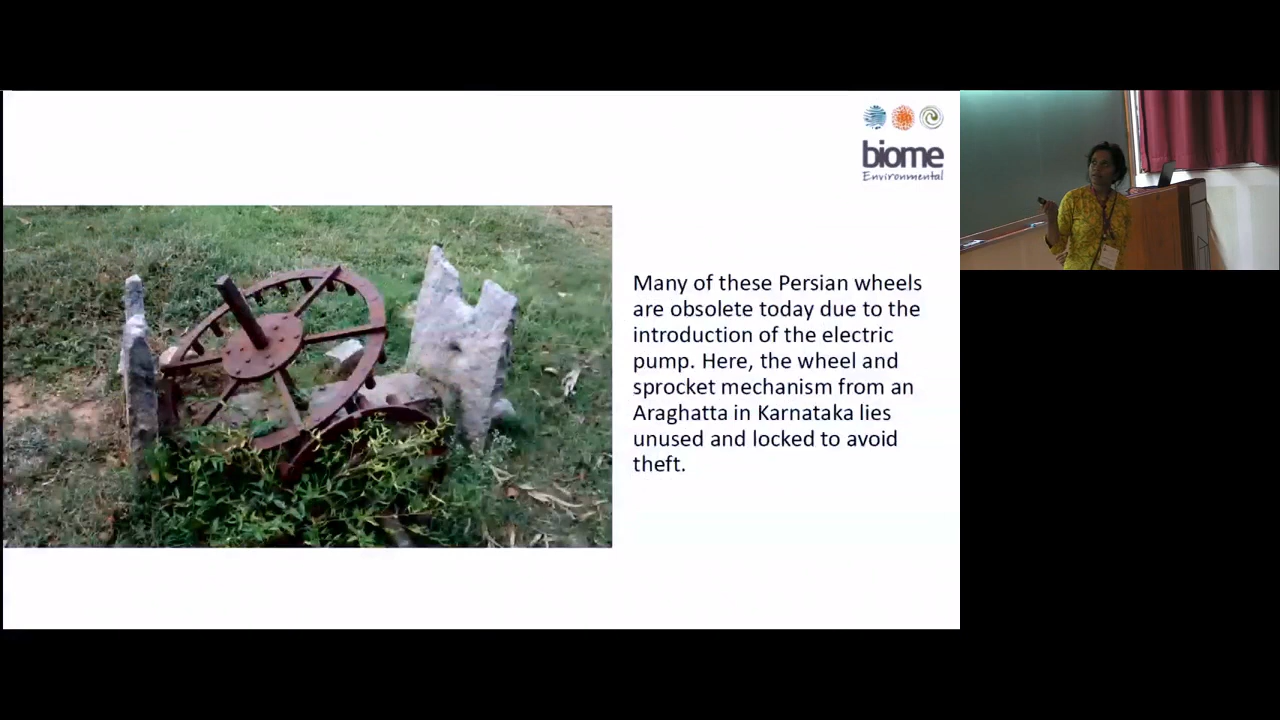 biome
Environmental
Many of these Persian wheels
are obsolete today due to the
introduction of the electric
pump. Here, the wheel and
sprocket mechanism from an
Araghatta in Karnataka lies
unused and locked to avoid
theft.